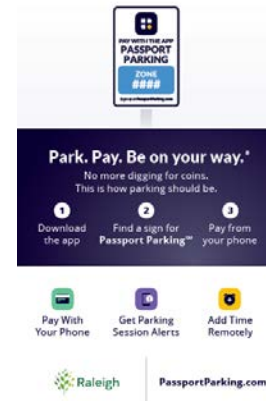 PAY WITH THE APP
PASSPORT
PARKING
ZONE
####
Park. Pay. Be on your way.*
No more digging for coins.
This is how parking should be.
1
Download
the app
2
Find a sign for
Passport Parking℠
3
Pay from
your phone
Pay With
Your Phone
Get Parking
Session Alerts
Add Time
Remotely
Raleigh
PassportParking.com